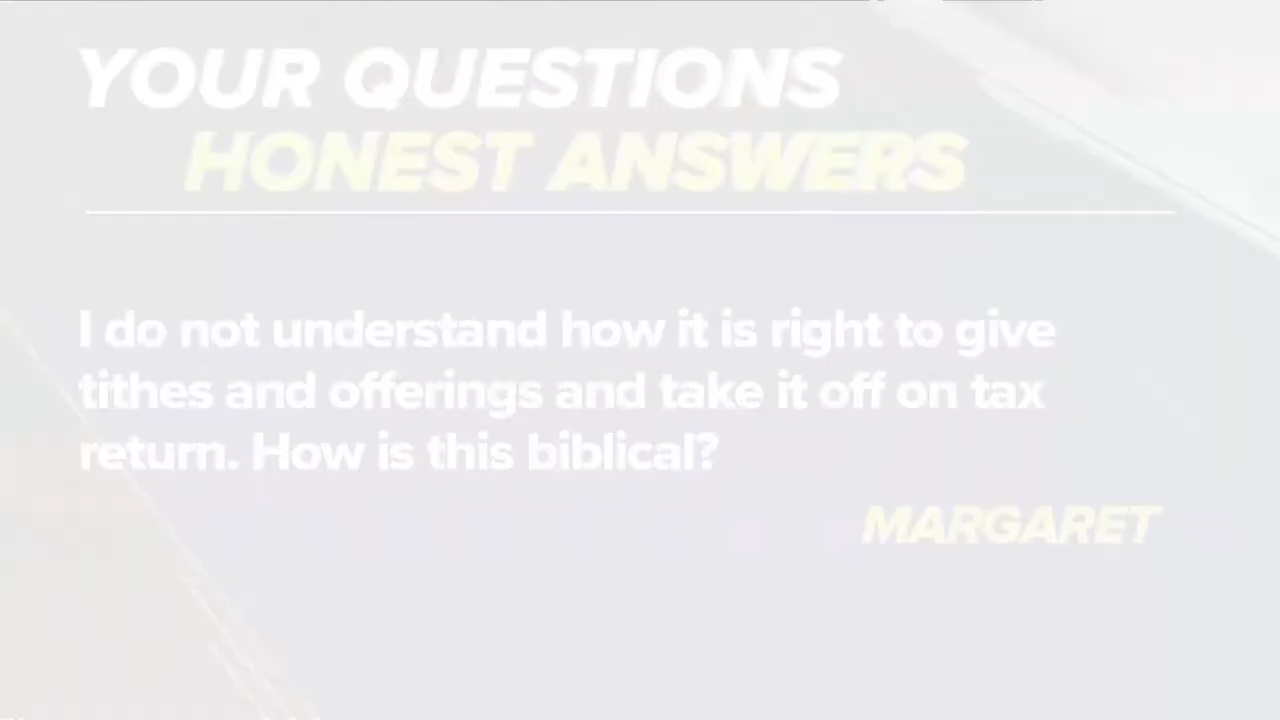 YOUR QUESTIONS
HONEST ANSWERS
I do not understand how it is right to give
tithes and offerings and take it off on tax
return. How is this biblical?
MARGARET